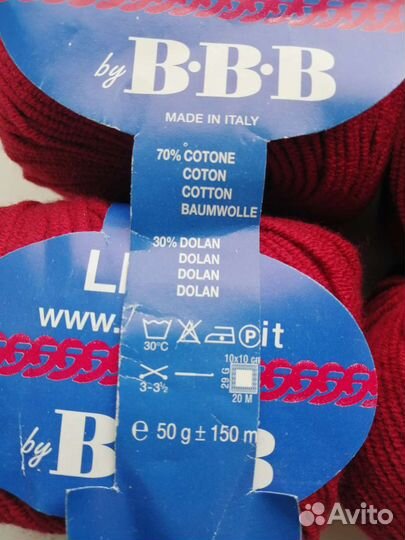 by B·B·B
MADE IN ITALY
70% COTONE
COTON
COTTON
BAUMWOLLE
30% DOLAN
DOLAN
DOLAN
DOLAN
www.
it
30°C
P
10x10 cm
29 G
20 M
3-3½
e 50 g ± 150 m
by B B
Avito